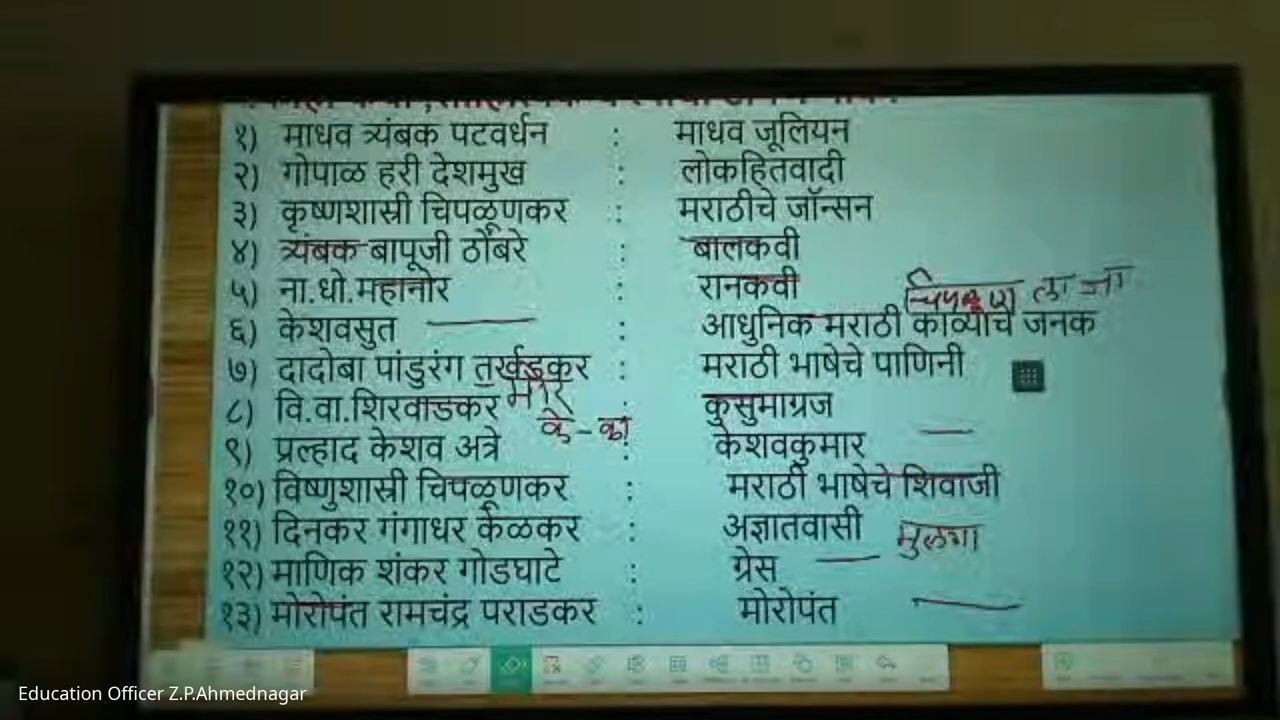 १) माधव त्र्यंबक पटवर्धन : माधव जूलियन
२) गोपाळ हरी देशमुख : लोकहितवादी
३) कृष्णशास्त्री चिपळूणकर : मराठीचे जॉन्सन
४) त्र्यंबक बापूजी ठोंबरे : बालकवी
५) ना.धो.महानोर : रानकवी
६) केशवसुत : आधुनिक मराठी काव्याचे जनक
७) दादोबा पांडुरंग तर्खडकर : मराठी भाषेचे पाणिनी
८) वि.वा.शिरवाडकर : कुसुमाग्रज
के - का
९) प्रल्हाद केशव अत्रे : केशवकुमार
१०) विष्णुशास्त्री चिपळूणकर : मराठी भाषेचे शिवाजी
११) दिनकर गंगाधर केळकर : अज्ञातवासी
मुलगा
१२) माणिक शंकर गोडघाटे : ग्रेस
१३) मोरोपंत रामचंद्र पराडकर : मोरोपंत
Education Officer Z.P.Ahmednagar